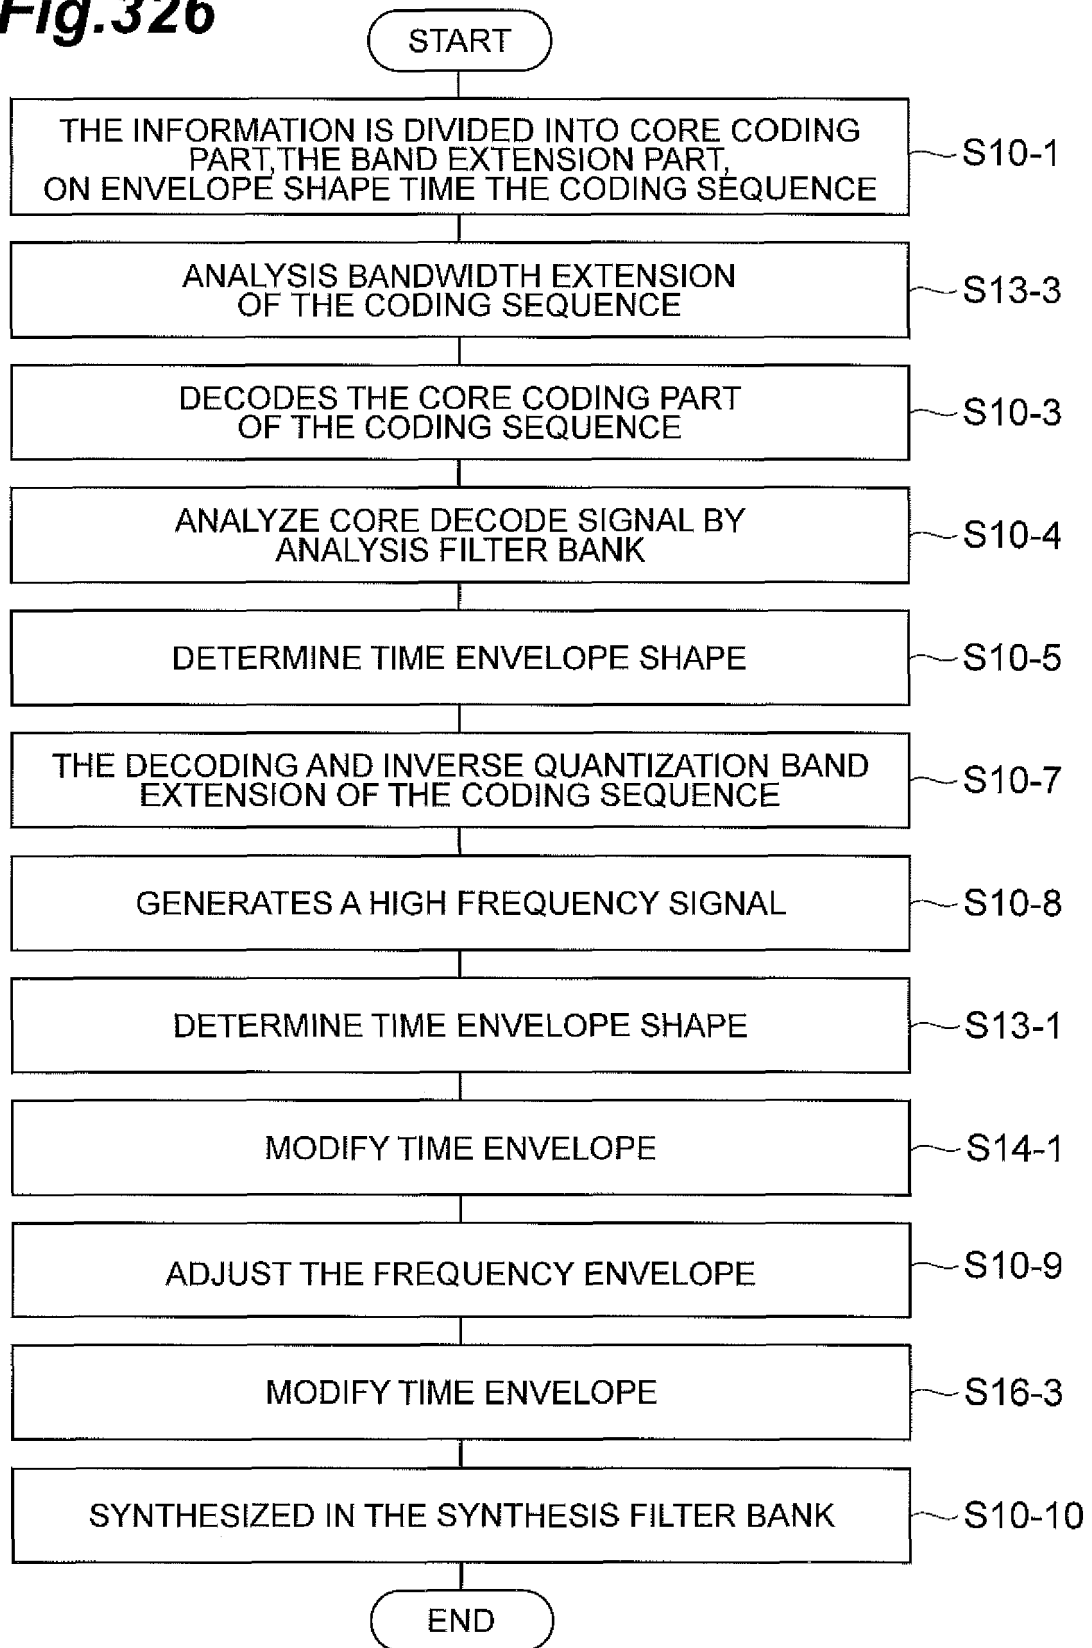 Fig.326
START
THE INFORMATION IS DIVIDED INTO CORE CODING
PART,THE BAND EXTENSION PART,
ON ENVELOPE SHAPE TIME THE CODING SEQUENCE
S10-1
ANALYSIS BANDWIDTH EXTENSION
OF THE CODING SEQUENCE
S13-3
DECODES THE CORE CODING PART
OF THE CODING SEQUENCE
S10-3
ANALYZE CORE DECODE SIGNAL BY
ANALYSIS FILTER BANK
S10-4
DETERMINE TIME ENVELOPE SHAPE
S10-5
THE DECODING AND INVERSE QUANTIZATION BAND
EXTENSION OF THE CODING SEQUENCE
S10-7
GENERATES A HIGH FREQUENCY SIGNAL
S10-8
DETERMINE TIME ENVELOPE SHAPE
S13-1
MODIFY TIME ENVELOPE
S14-1
ADJUST THE FREQUENCY ENVELOPE
S10-9
MODIFY TIME ENVELOPE
S16-3
SYNTHESIZED IN THE SYNTHESIS FILTER BANK
S10-10
END